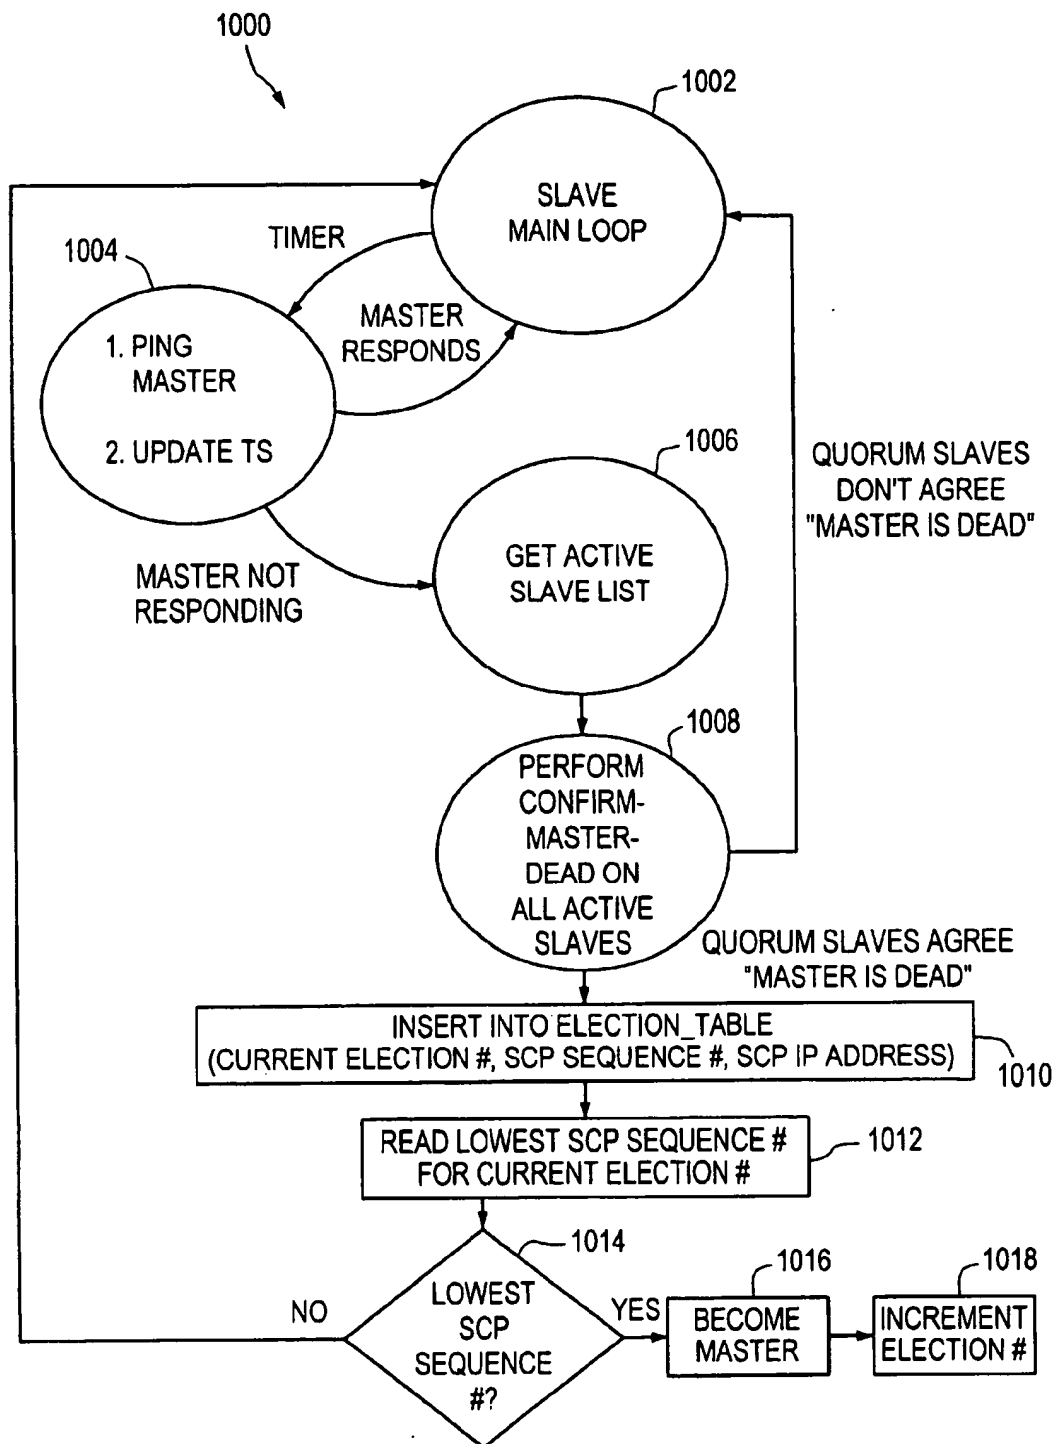 1000
1002
SLAVE
MAIN LOOP
TIMER
1004
MASTER
RESPONDS
1. PING
MASTER
2. UPDATE TS
1006
QUORUM SLAVES
DON'T AGREE
"MASTER IS DEAD"
GET ACTIVE
SLAVE LIST
MASTER NOT
RESPONDING
1008
PERFORM
CONFIRM-
MASTER-
DEAD ON
ALL ACTIVE
SLAVES
QUORUM SLAVES AGREE
"MASTER IS DEAD"
INSERT INTO ELECTION_TABLE
(CURRENT ELECTION #, SCP SEQUENCE #, SCP IP ADDRESS)
1010
READ LOWEST SCP SEQUENCE #
FOR CURRENT ELECTION #
1012
1014
LOWEST
SCP
SEQUENCE
#?
NO
YES
1016
BECOME
MASTER
1018
INCREMENT
ELECTION #